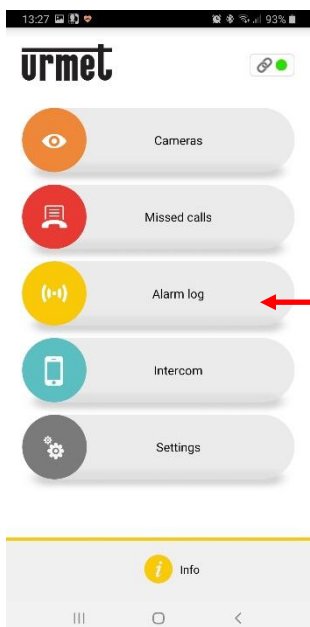 13:27 93%
urmet
Cameras
Missed calls
Alarm log
Intercom
Settings
i Info